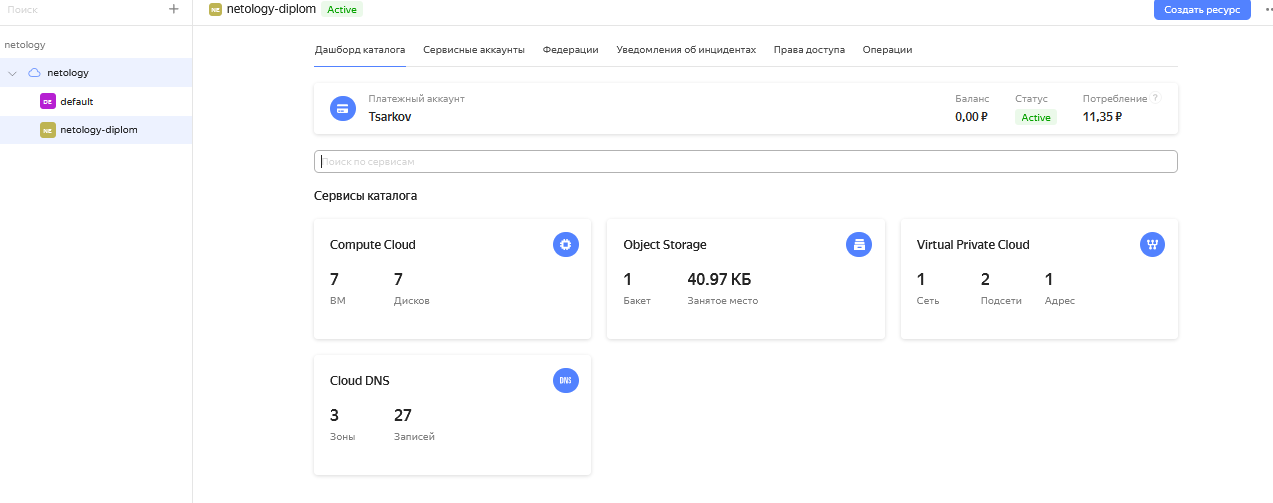 Поиск
netology
netology
DE default
NE netology-diplom
NE netology-diplom Active
Создать ресурс
Дашборд каталога Сервисные аккаунты Федерации Уведомления об инцидентах Права доступа Операции
Платежный аккаунт
Tsarkov
Баланс
0,00 ₽
Статус
Active
Потребление ?
11,35 ₽
Поиск по сервисам
Сервисы каталога
Compute Cloud
7 7
ВМ Дисков
Object Storage
1 40.97 КБ
Бакет Занятое место
Virtual Private Cloud
1 2 1
Сеть Подсети Адрес
Cloud DNS
DNS
3 27
Зоны Записей